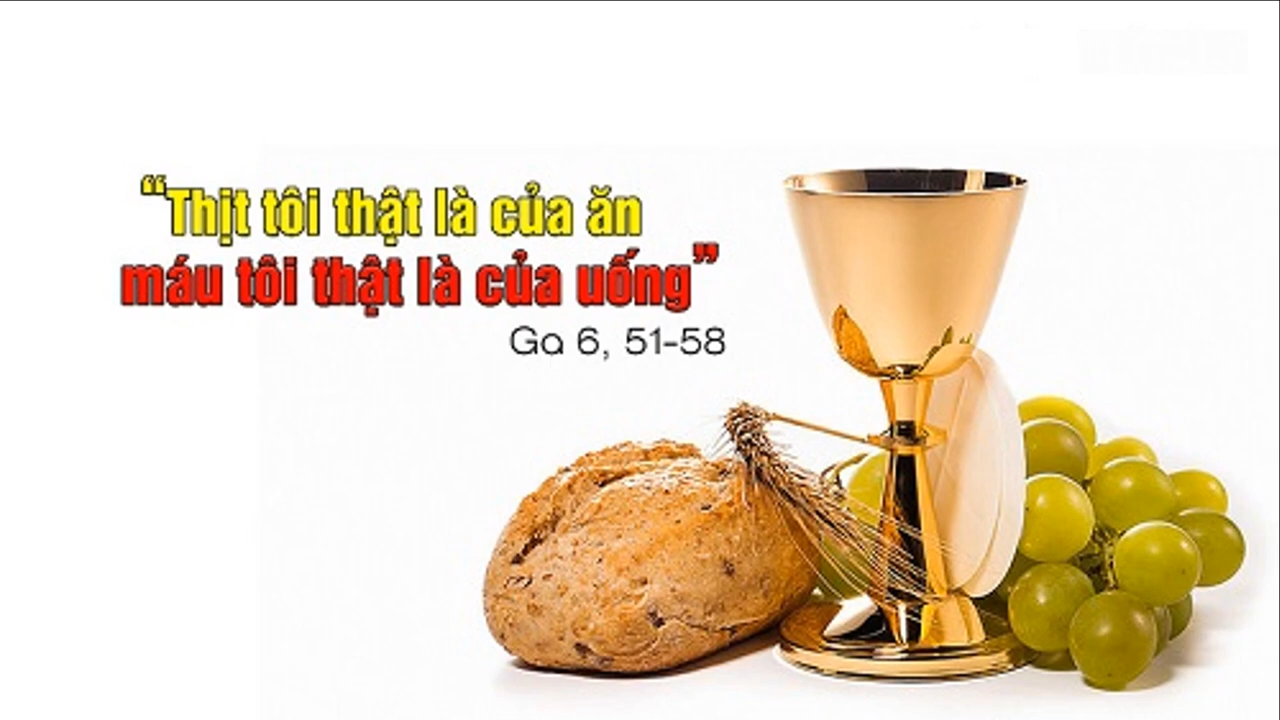 “Thịt tôi thật là của ăn
máu tôi thật là của uống”
Ga 6, 51-58